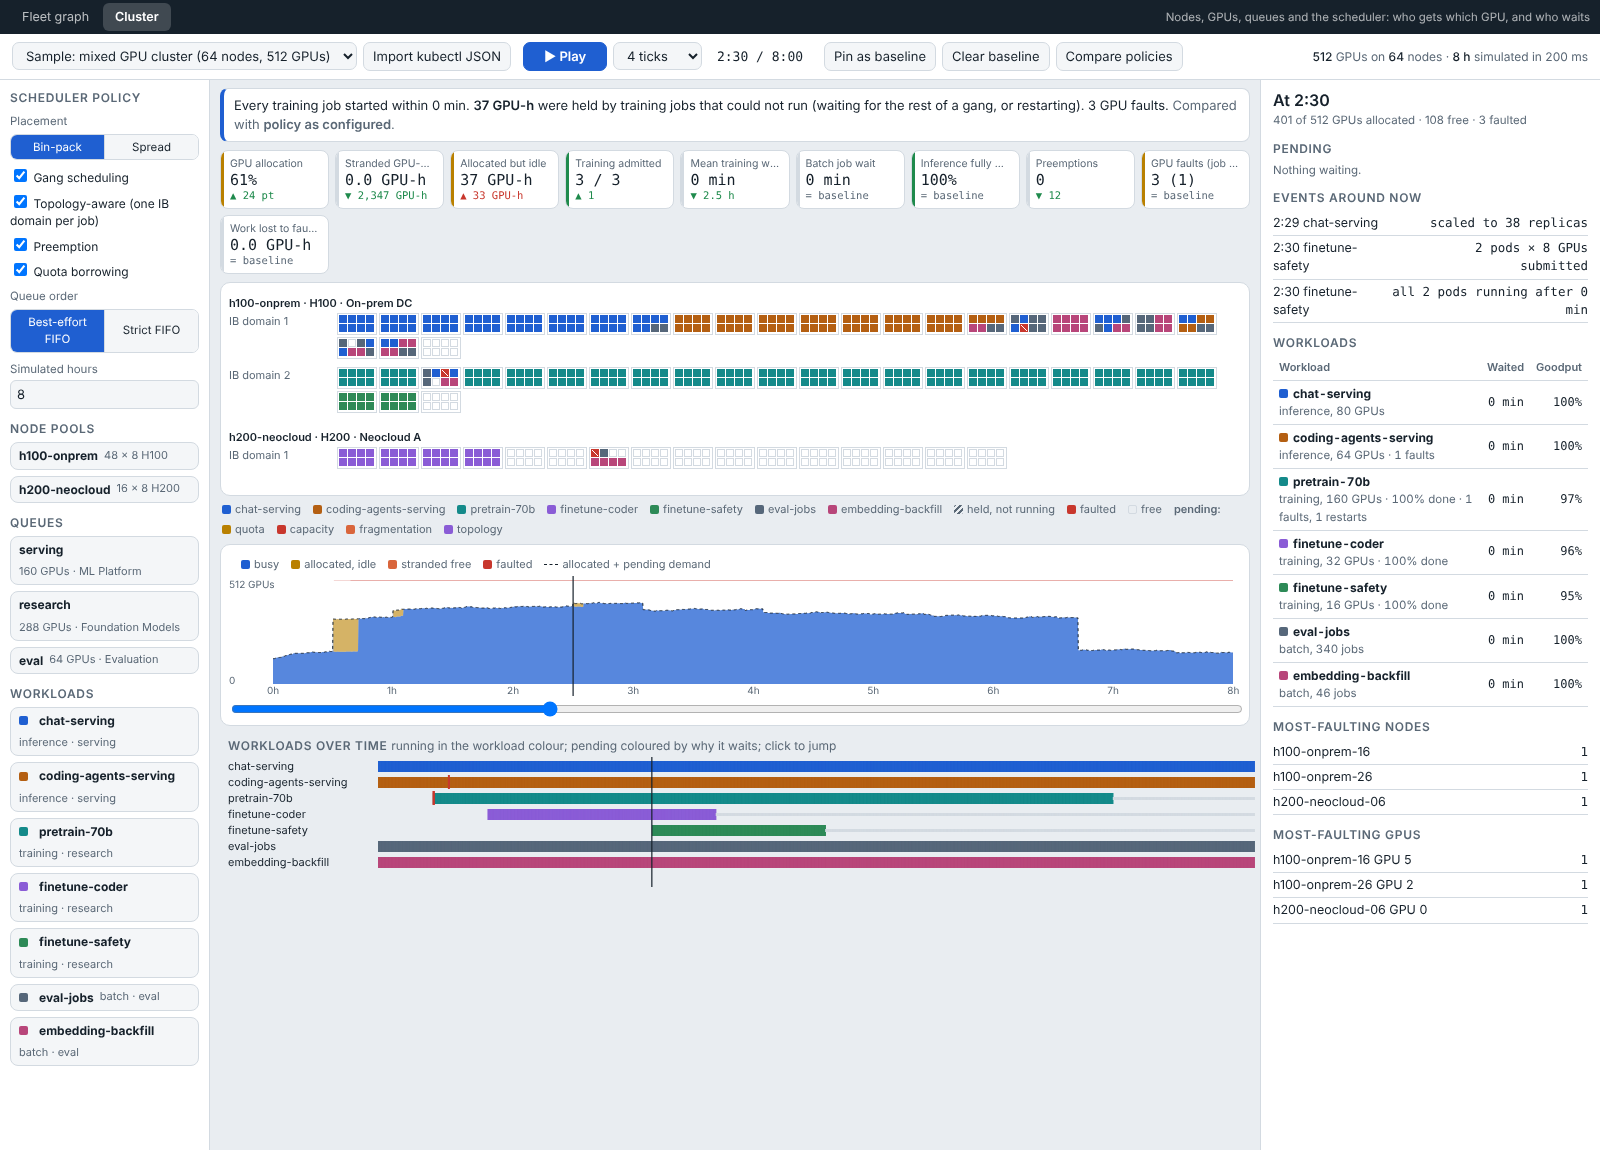 Fleet graph
Cluster
Nodes, GPUs, queues and the scheduler: who gets which GPU, and who waits
Sample: mixed GPU cluster (64 nodes, 512 GPUs)
Import kubectl JSON
▶ Play
4 ticks
2:30 / 8:00
Pin as baseline
Clear baseline
Compare policies
512 GPUs on 64 nodes · 8 h simulated in 200 ms
SCHEDULER POLICY
Placement
Bin-pack
Spread
Gang scheduling
Topology-aware (one IB
domain per job)
Preemption
Quota borrowing
Queue order
Best-effort
FIFO
Strict FIFO
Simulated hours
8
NODE POOLS
h100-onprem 48 × 8 H100
h200-neocloud 16 × 8 H200
QUEUES
serving
160 GPUs · ML Platform
research
288 GPUs · Foundation Models
eval 64 GPUs · Evaluation
WORKLOADS
chat-serving
inference · serving
coding-agents-serving
inference · serving
pretrain-70b
training · research
finetune-coder
training · research
finetune-safety
training · research
eval-jobs batch · eval
embedding-backfill
batch · eval
Every training job started within 0 min. 37 GPU-h were held by training jobs that could not run (waiting for the rest of a gang, or restarting). 3 GPU faults. Compared
with policy as configured.
GPU allocation
61%
▲ 24 pt
Stranded GPU-...
0.0 GPU-h
▼ 2,347 GPU-h
Allocated but idle
37 GPU-h
▲ 33 GPU-h
Training admitted
3 / 3
▲ 1
Mean training w...
0 min
▼ 2.5 h
Batch job wait
0 min
= baseline
Inference fully ...
100%
= baseline
Preemptions
0
▼ 12
GPU faults (job ...
3 (1)
= baseline
Work lost to fau...
0.0 GPU-h
= baseline
h100-onprem · H100 · On-prem DC
IB domain 1
IB domain 2
h200-neocloud · H200 · Neocloud A
IB domain 1
chat-serving coding-agents-serving pretrain-70b finetune-coder finetune-safety eval-jobs embedding-backfill held, not running faulted free pending:
quota capacity fragmentation topology
busy allocated, idle stranded free faulted allocated + pending demand
512 GPUs
0
0h 1h 2h 3h 4h 5h 6h 7h 8h
WORKLOADS OVER TIME running in the workload colour; pending coloured by why it waits; click to jump
chat-serving
coding-agents-serving
pretrain-70b
finetune-coder
finetune-safety
eval-jobs
embedding-backfill
At 2:30
401 of 512 GPUs allocated · 108 free · 3 faulted
PENDING
Nothing waiting.
EVENTS AROUND NOW
2:29 chat-serving scaled to 38 replicas
2:30 finetune- 2 pods × 8 GPUs
safety submitted
2:30 finetune- all 2 pods running after 0
safety min
WORKLOADS
Workload Waited Goodput
chat-serving
inference, 80 GPUs
0 min 100%
coding-agents-serving
inference, 64 GPUs · 1 faults
0 min 100%
pretrain-70b
training, 160 GPUs · 100% done · 1
faults, 1 restarts
0 min 97%
finetune-coder
training, 32 GPUs · 100% done
0 min 96%
finetune-safety
training, 16 GPUs · 100% done
0 min 95%
eval-jobs
batch, 340 jobs
0 min 100%
embedding-backfill
batch, 46 jobs
0 min 100%
MOST-FAULTING NODES
h100-onprem-16 1
h100-onprem-26 1
h200-neocloud-06 1
MOST-FAULTING GPUS
h100-onprem-16 GPU 5 1
h100-onprem-26 GPU 2 1
h200-neocloud-06 GPU 0 1